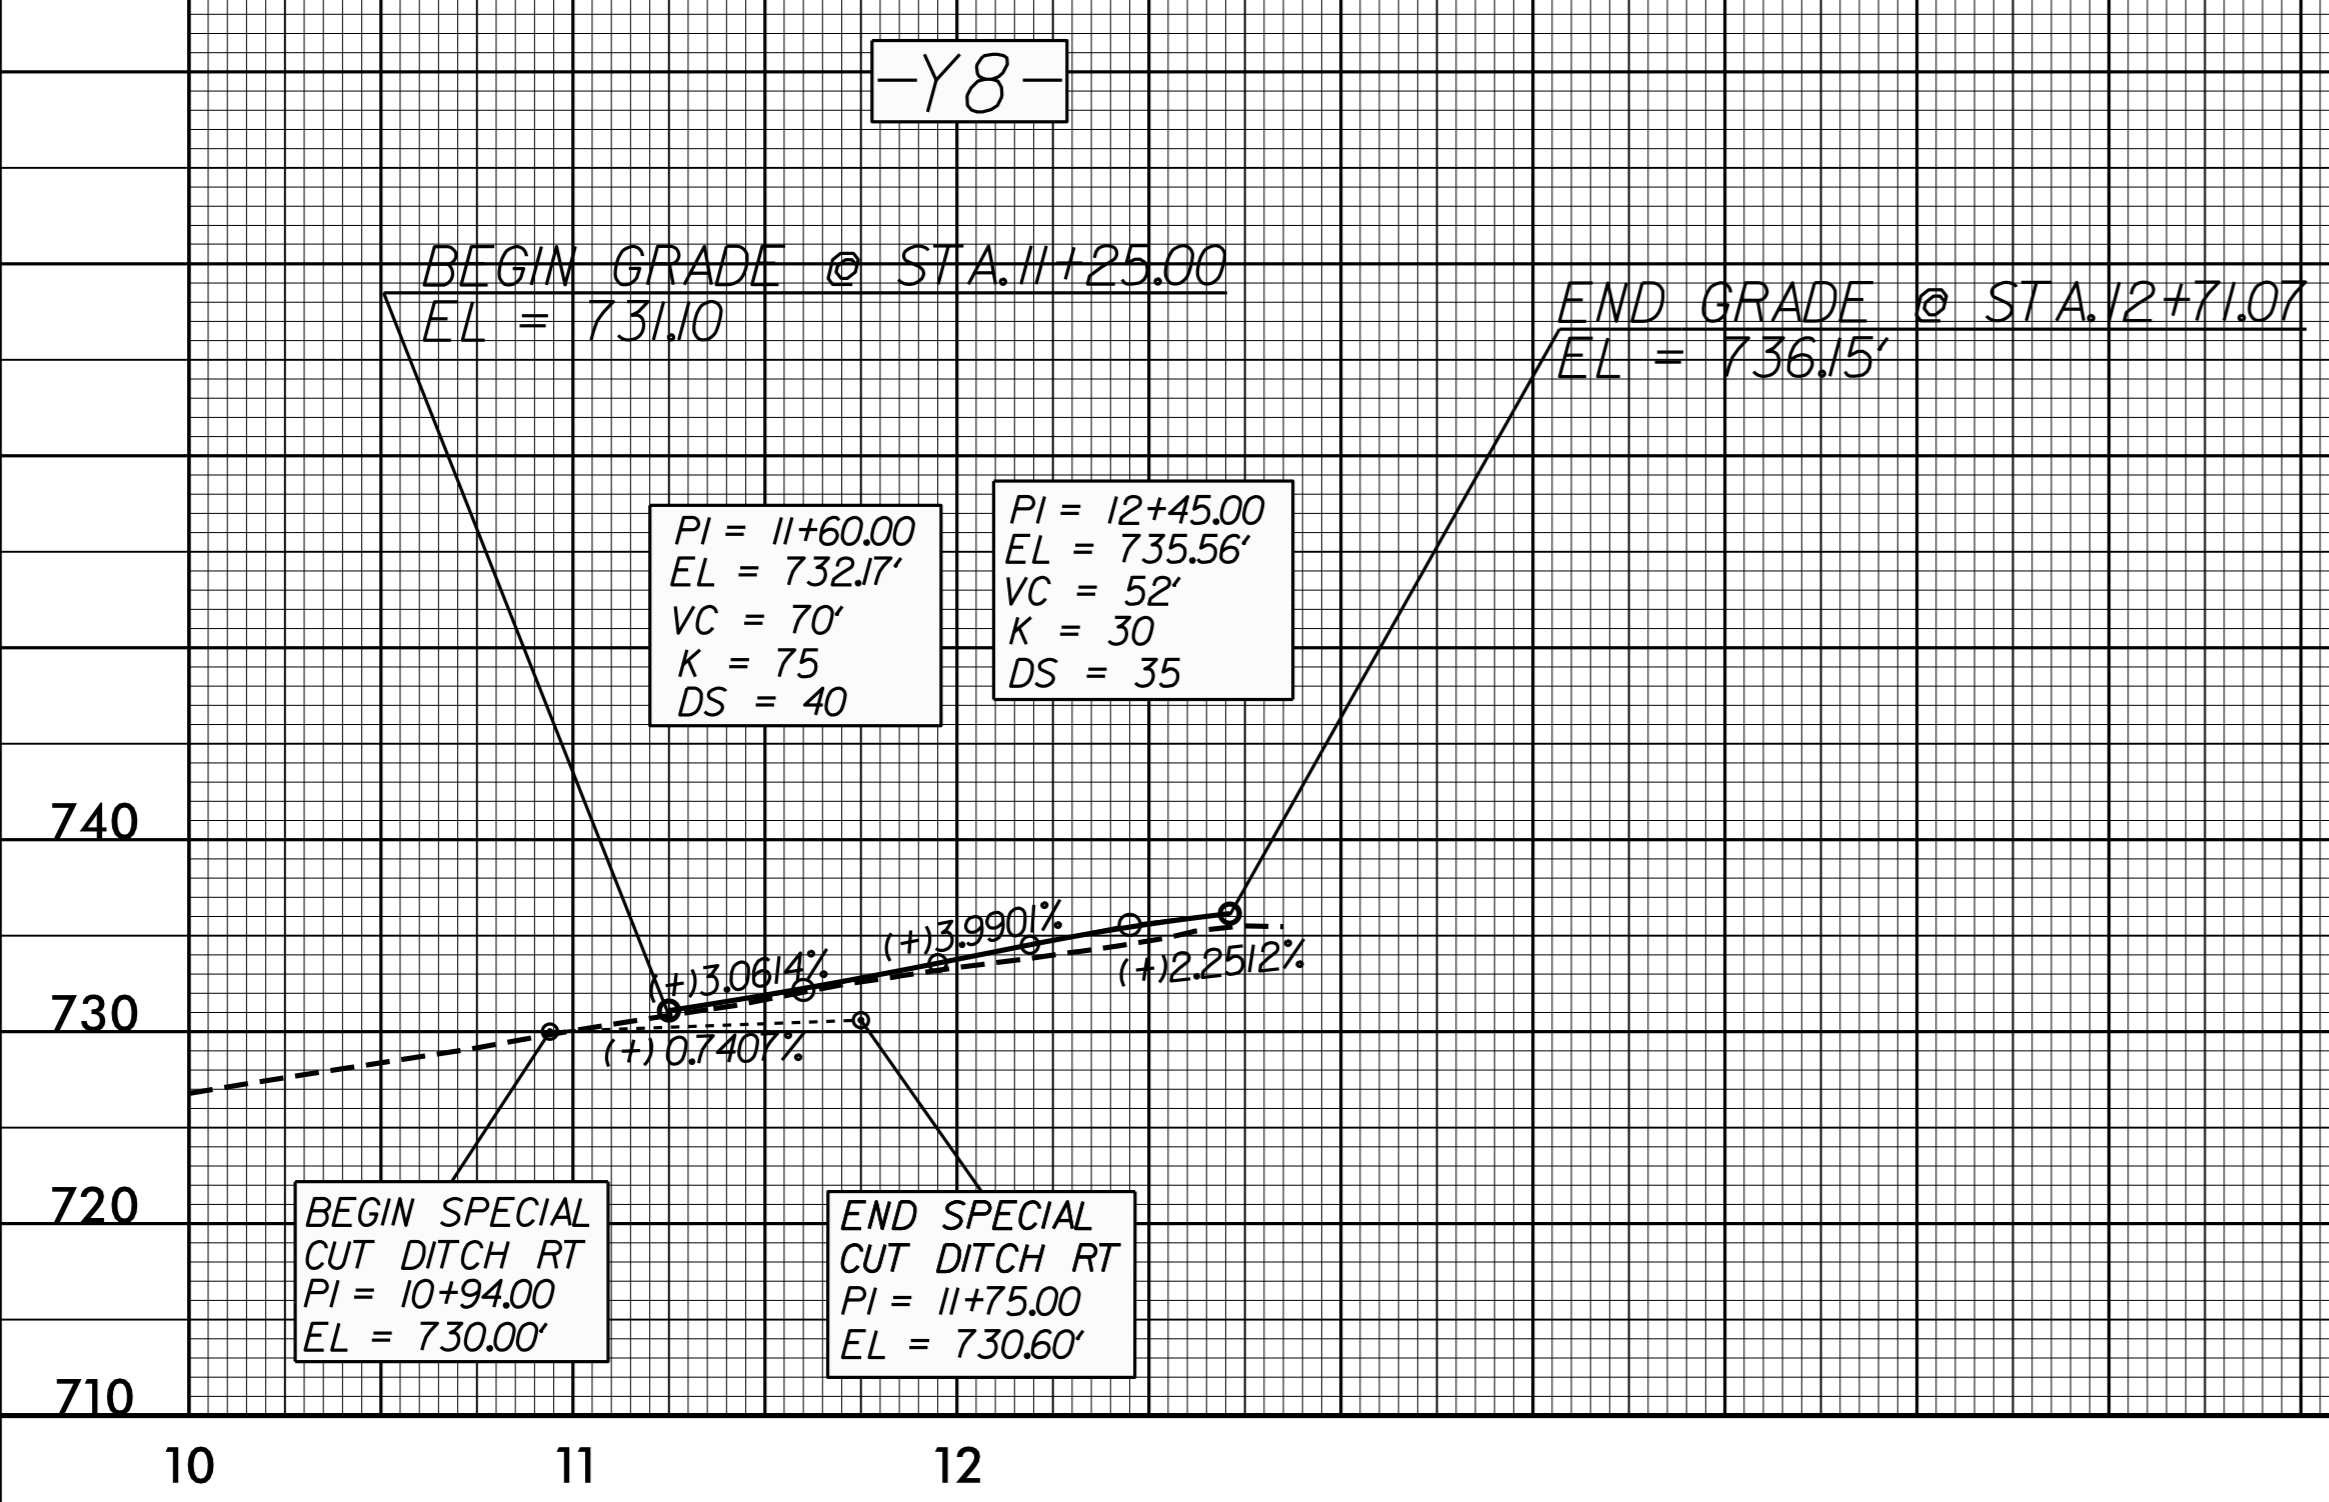 -Y8-
BEGIN GRADE @ STA.11+25.00
EL = 731.10
END GRADE @ STA.12+71.07
EL = 736.15'
PI = 11+60.00
EL = 732.17'
VC = 70'
K = 75
DS = 40
PI = 12+45.00
EL = 735.56'
VC = 52'
K = 30
DS = 35
740
(+)3.0614%
(+)3.9901%
(+)2.2512%
730
(+)0.7407%
720
BEGIN SPECIAL
CUT DITCH RT
PI = 10+94.00
EL = 730.00'
END SPECIAL
CUT DITCH RT
PI = 11+75.00
EL = 730.60'
710
10 11 12